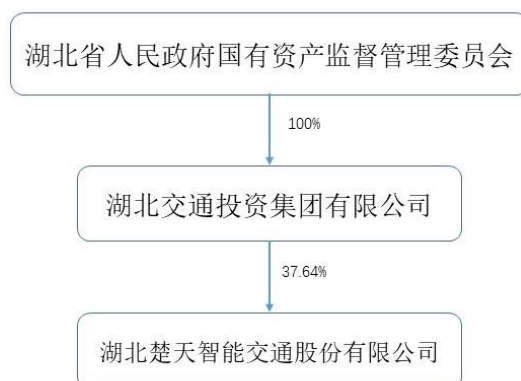 湖北省人民政府国有资产监督管理委员会
100%
湖北交通投资集团有限公司
37.64%
湖北楚天智能交通股份有限公司